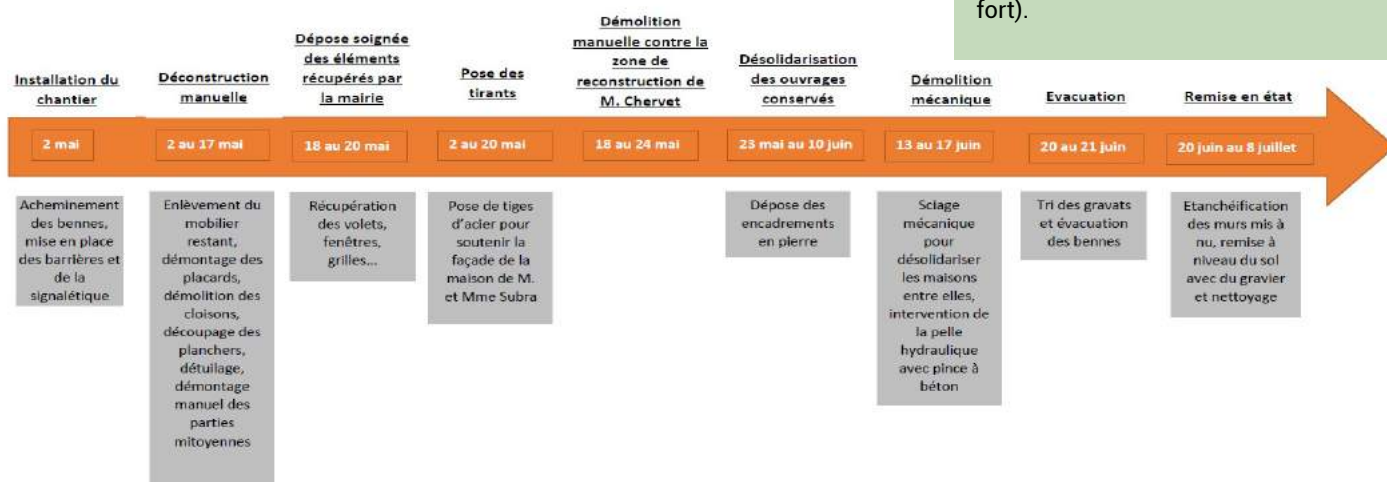 fort).
Installation du
chantier
2 mai
Acheminement
des bennes,
mise en place
des barrières et
de la
signalétique
Déconstruction
manuelle
2 au 17 mai
Enlèvement du
mobilier
restant,
démontage des
placards,
démolition des
cloisons,
découpage des
planchers,
détuilage,
démontage
manuel des
parties
mitoyennes
Dépose soignée
des éléments
récupérés par
la mairie
18 au 20 mai
Récupération
des volets,
fenêtres,
grilles...
Pose des
tirants
2 au 20 mai
Pose de tiges
d'acier pour
soutenir la
façade de la
maison de M.
et Mme Subra
Démolition
manuelle contre la
zone de
reconstruction de
M. Chervet
18 au 24 mai
Désolidarisation
des ouvrages
conservés
23 mai au 10 juin
Dépose des
encadrements
en pierre
Démolition
mécanique
13 au 17 juin
Sciage
mécanique
pour
désolidariser
les maisons
entre elles,
intervention de
la pelle
hydraulique
avec pince à
béton
Evacuation
20 au 21 juin
Tri des gravats
et évacuation
des bennes
Remise en état
20 juin au 8 juillet
Etanchéification
des murs mis à
nu, remise à
niveau du sol
avec du gravier
et nettoyage